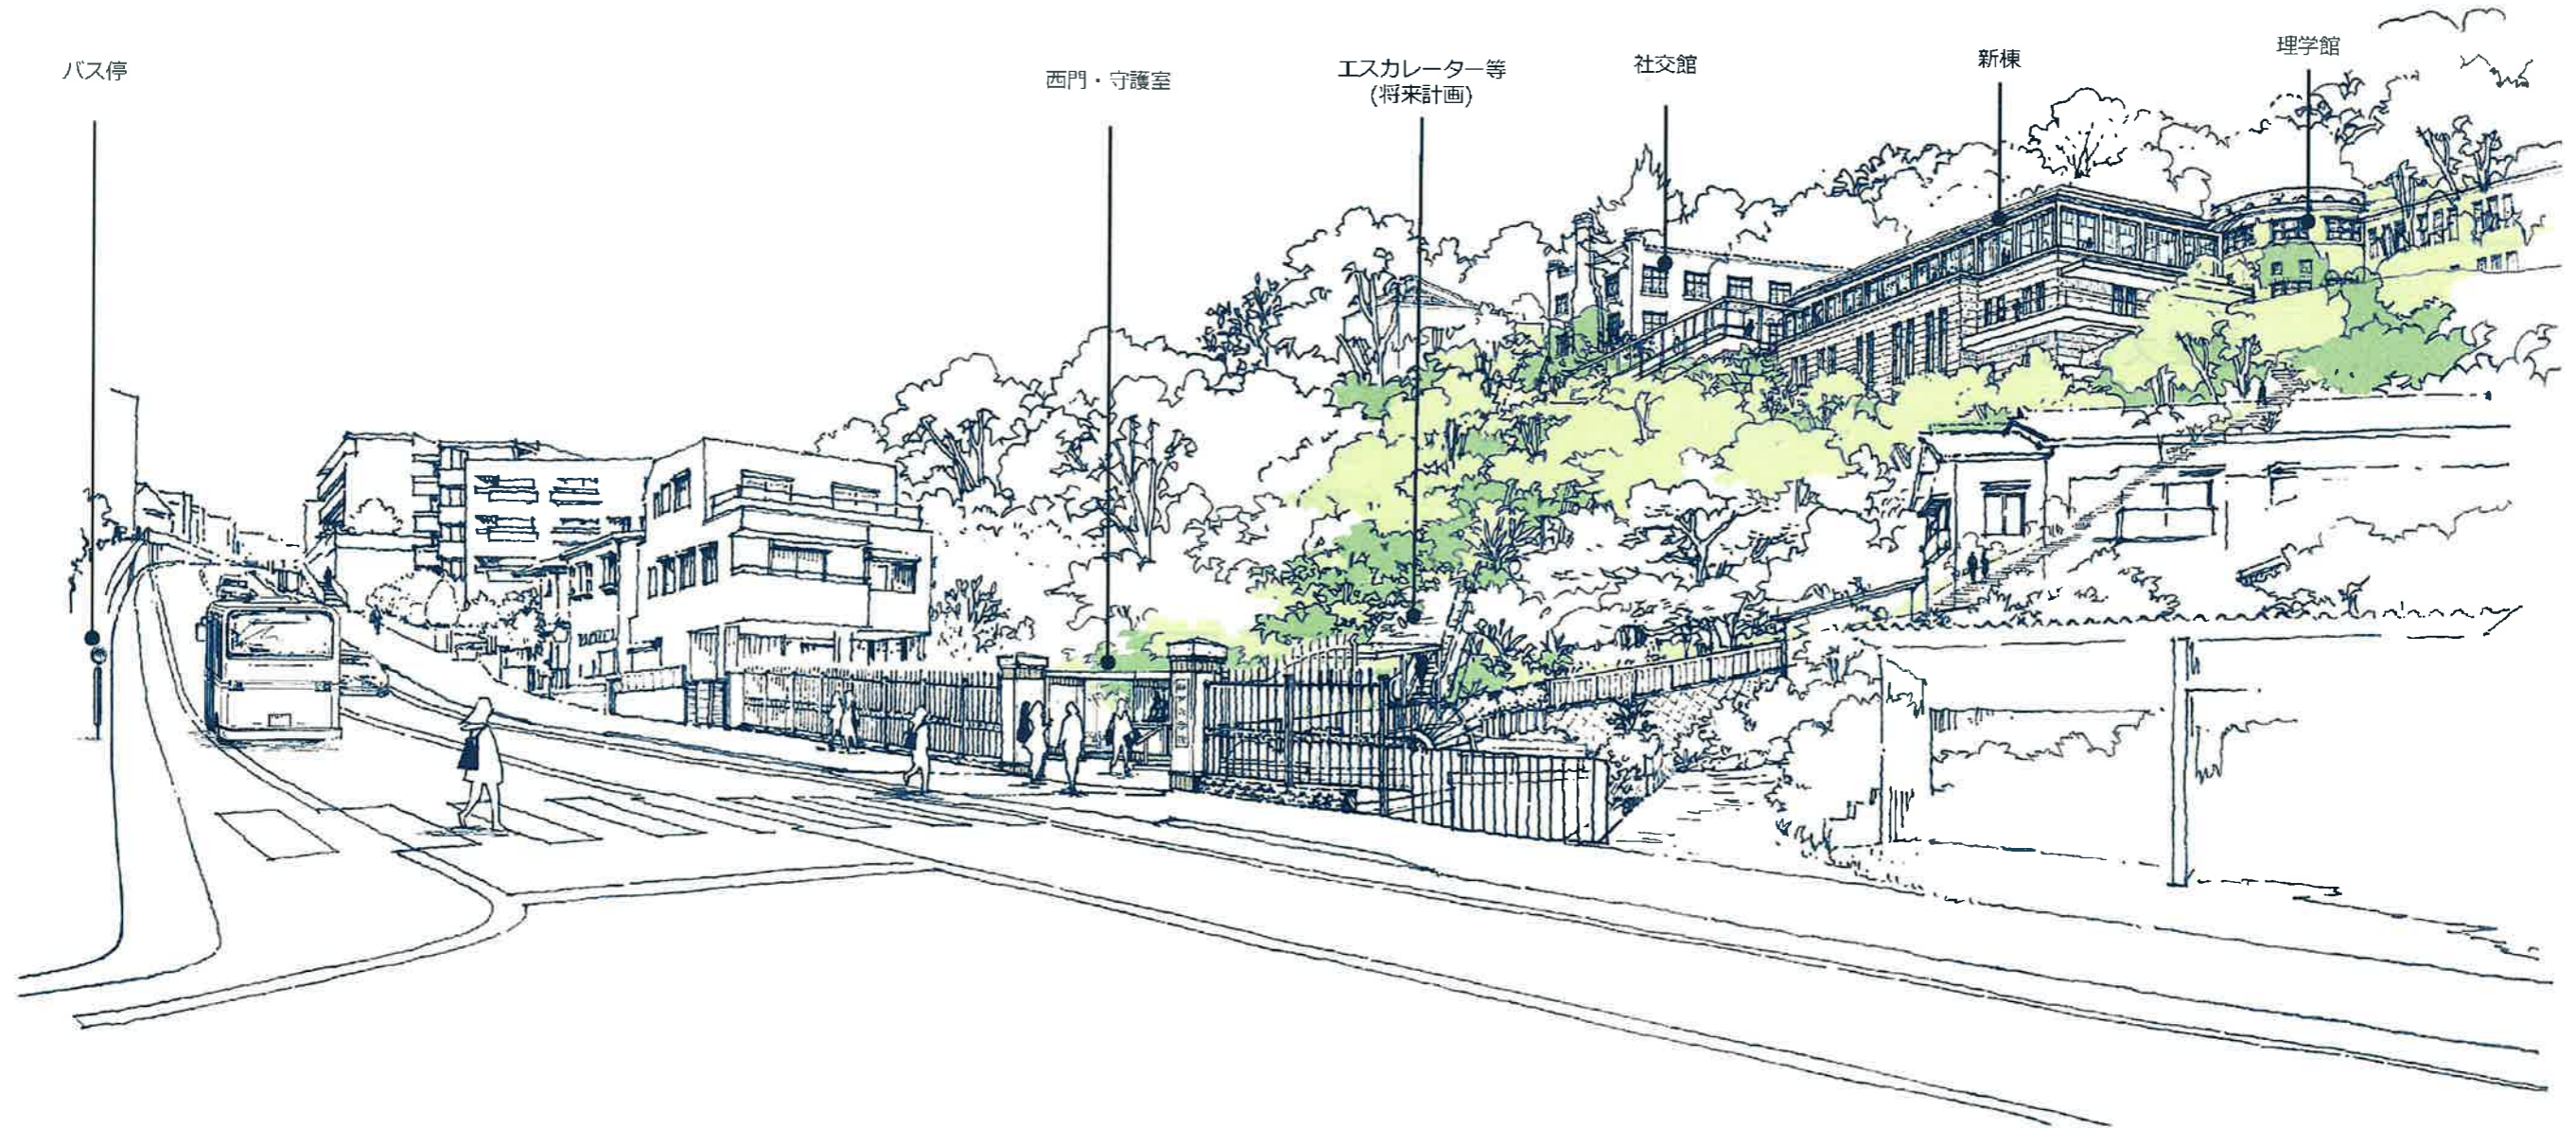 バス停
西門・守護室
エスカレーター等
(将来計画)
社交館
新棟
理学館